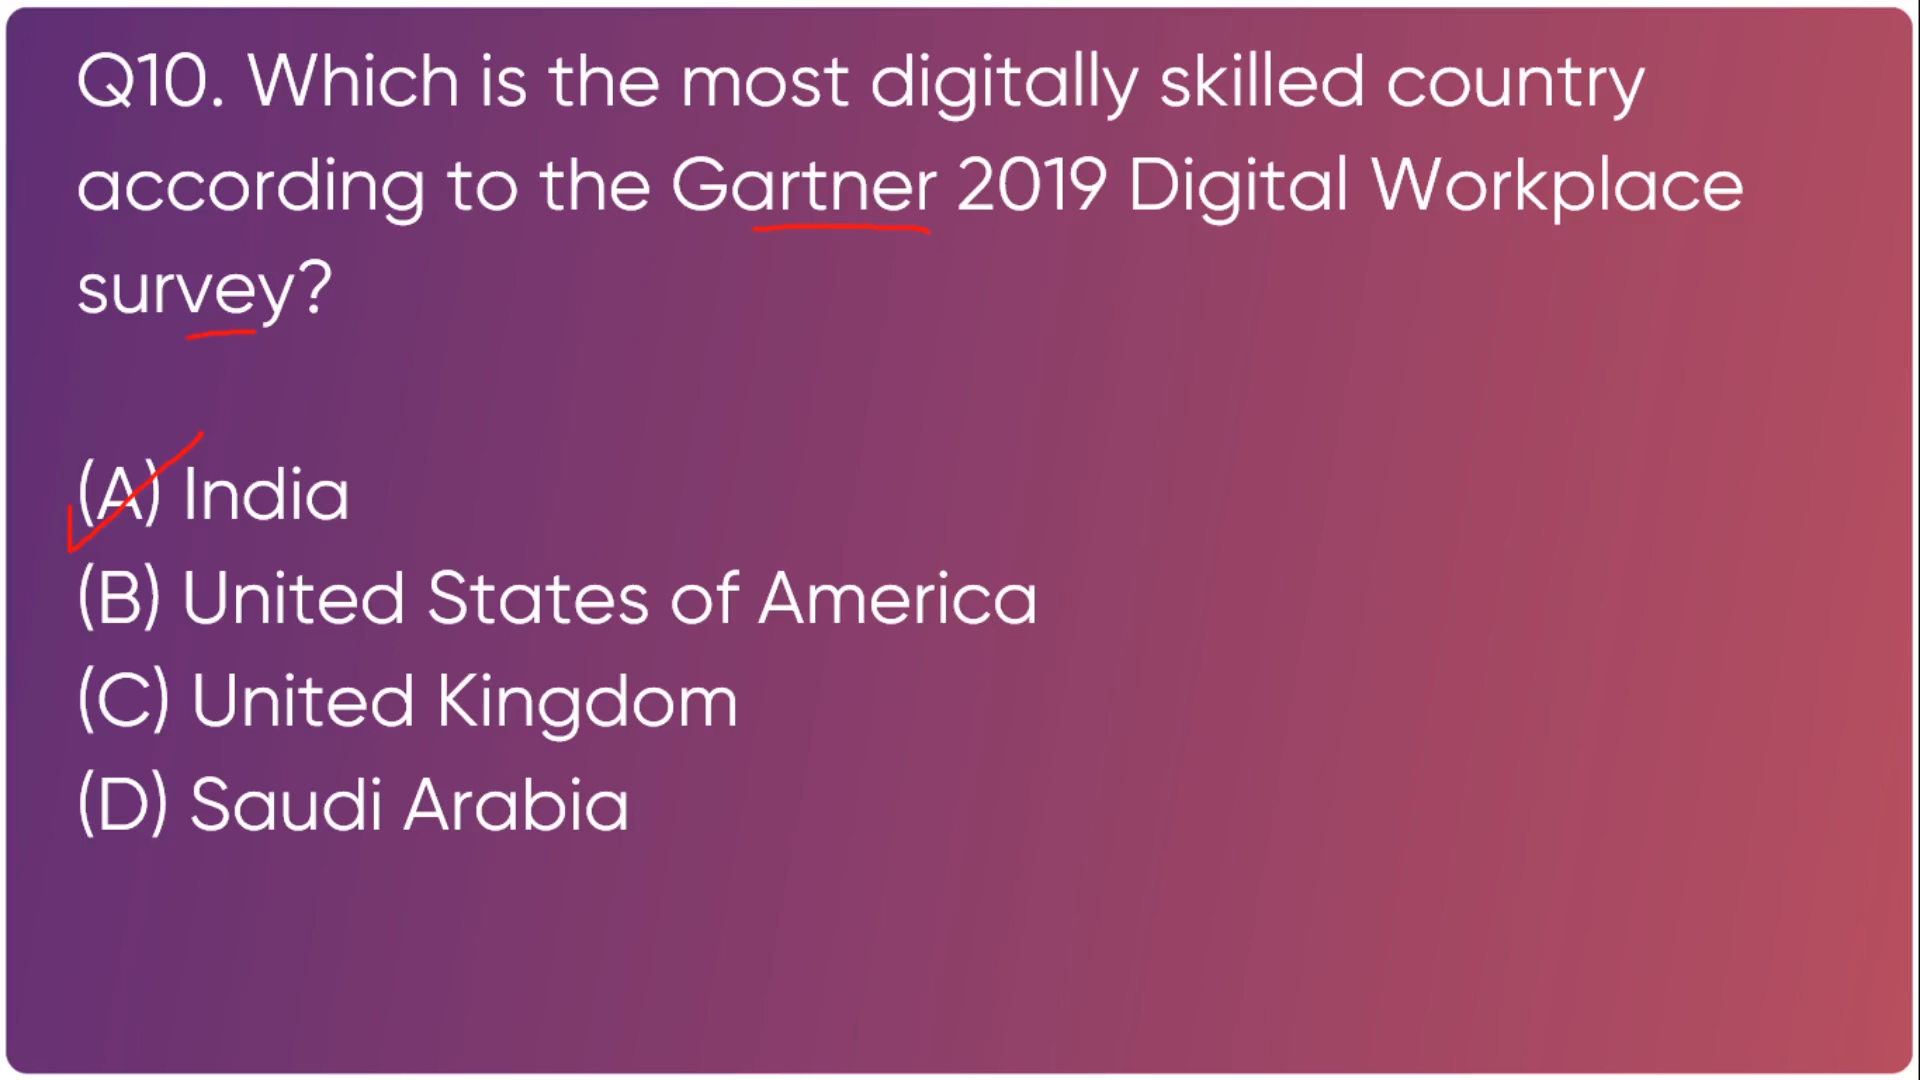 Q10. Which is the most digitally skilled country
according to the Gartner 2019 Digital Workplace
survey?
(A) India
(B) United States of America
(C) United Kingdom
(D) Saudi Arabia